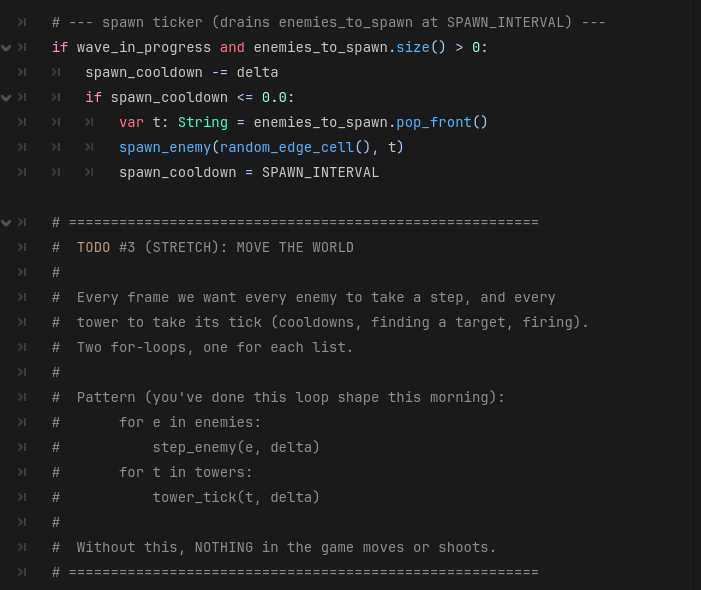 # --- spawn ticker (drains enemies_to_spawn at SPAWN_INTERVAL) ---
if wave_in_progress and enemies_to_spawn.size() > 0:
    spawn_cooldown -= delta
    if spawn_cooldown <= 0.0:
        var t: String = enemies_to_spawn.pop_front()
        spawn_enemy(random_edge_cell(), t)
        spawn_cooldown = SPAWN_INTERVAL

# ========================================================
#  TODO #3 (STRETCH): MOVE THE WORLD
#
#  Every frame we want every enemy to take a step, and every
#  tower to take its tick (cooldowns, finding a target, firing).
#  Two for-loops, one for each list.
#
#  Pattern (you've done this loop shape this morning):
#       for e in enemies:
#           step_enemy(e, delta)
#       for t in towers:
#           tower_tick(t, delta)
#
#  Without this, NOTHING in the game moves or shoots.
# ========================================================